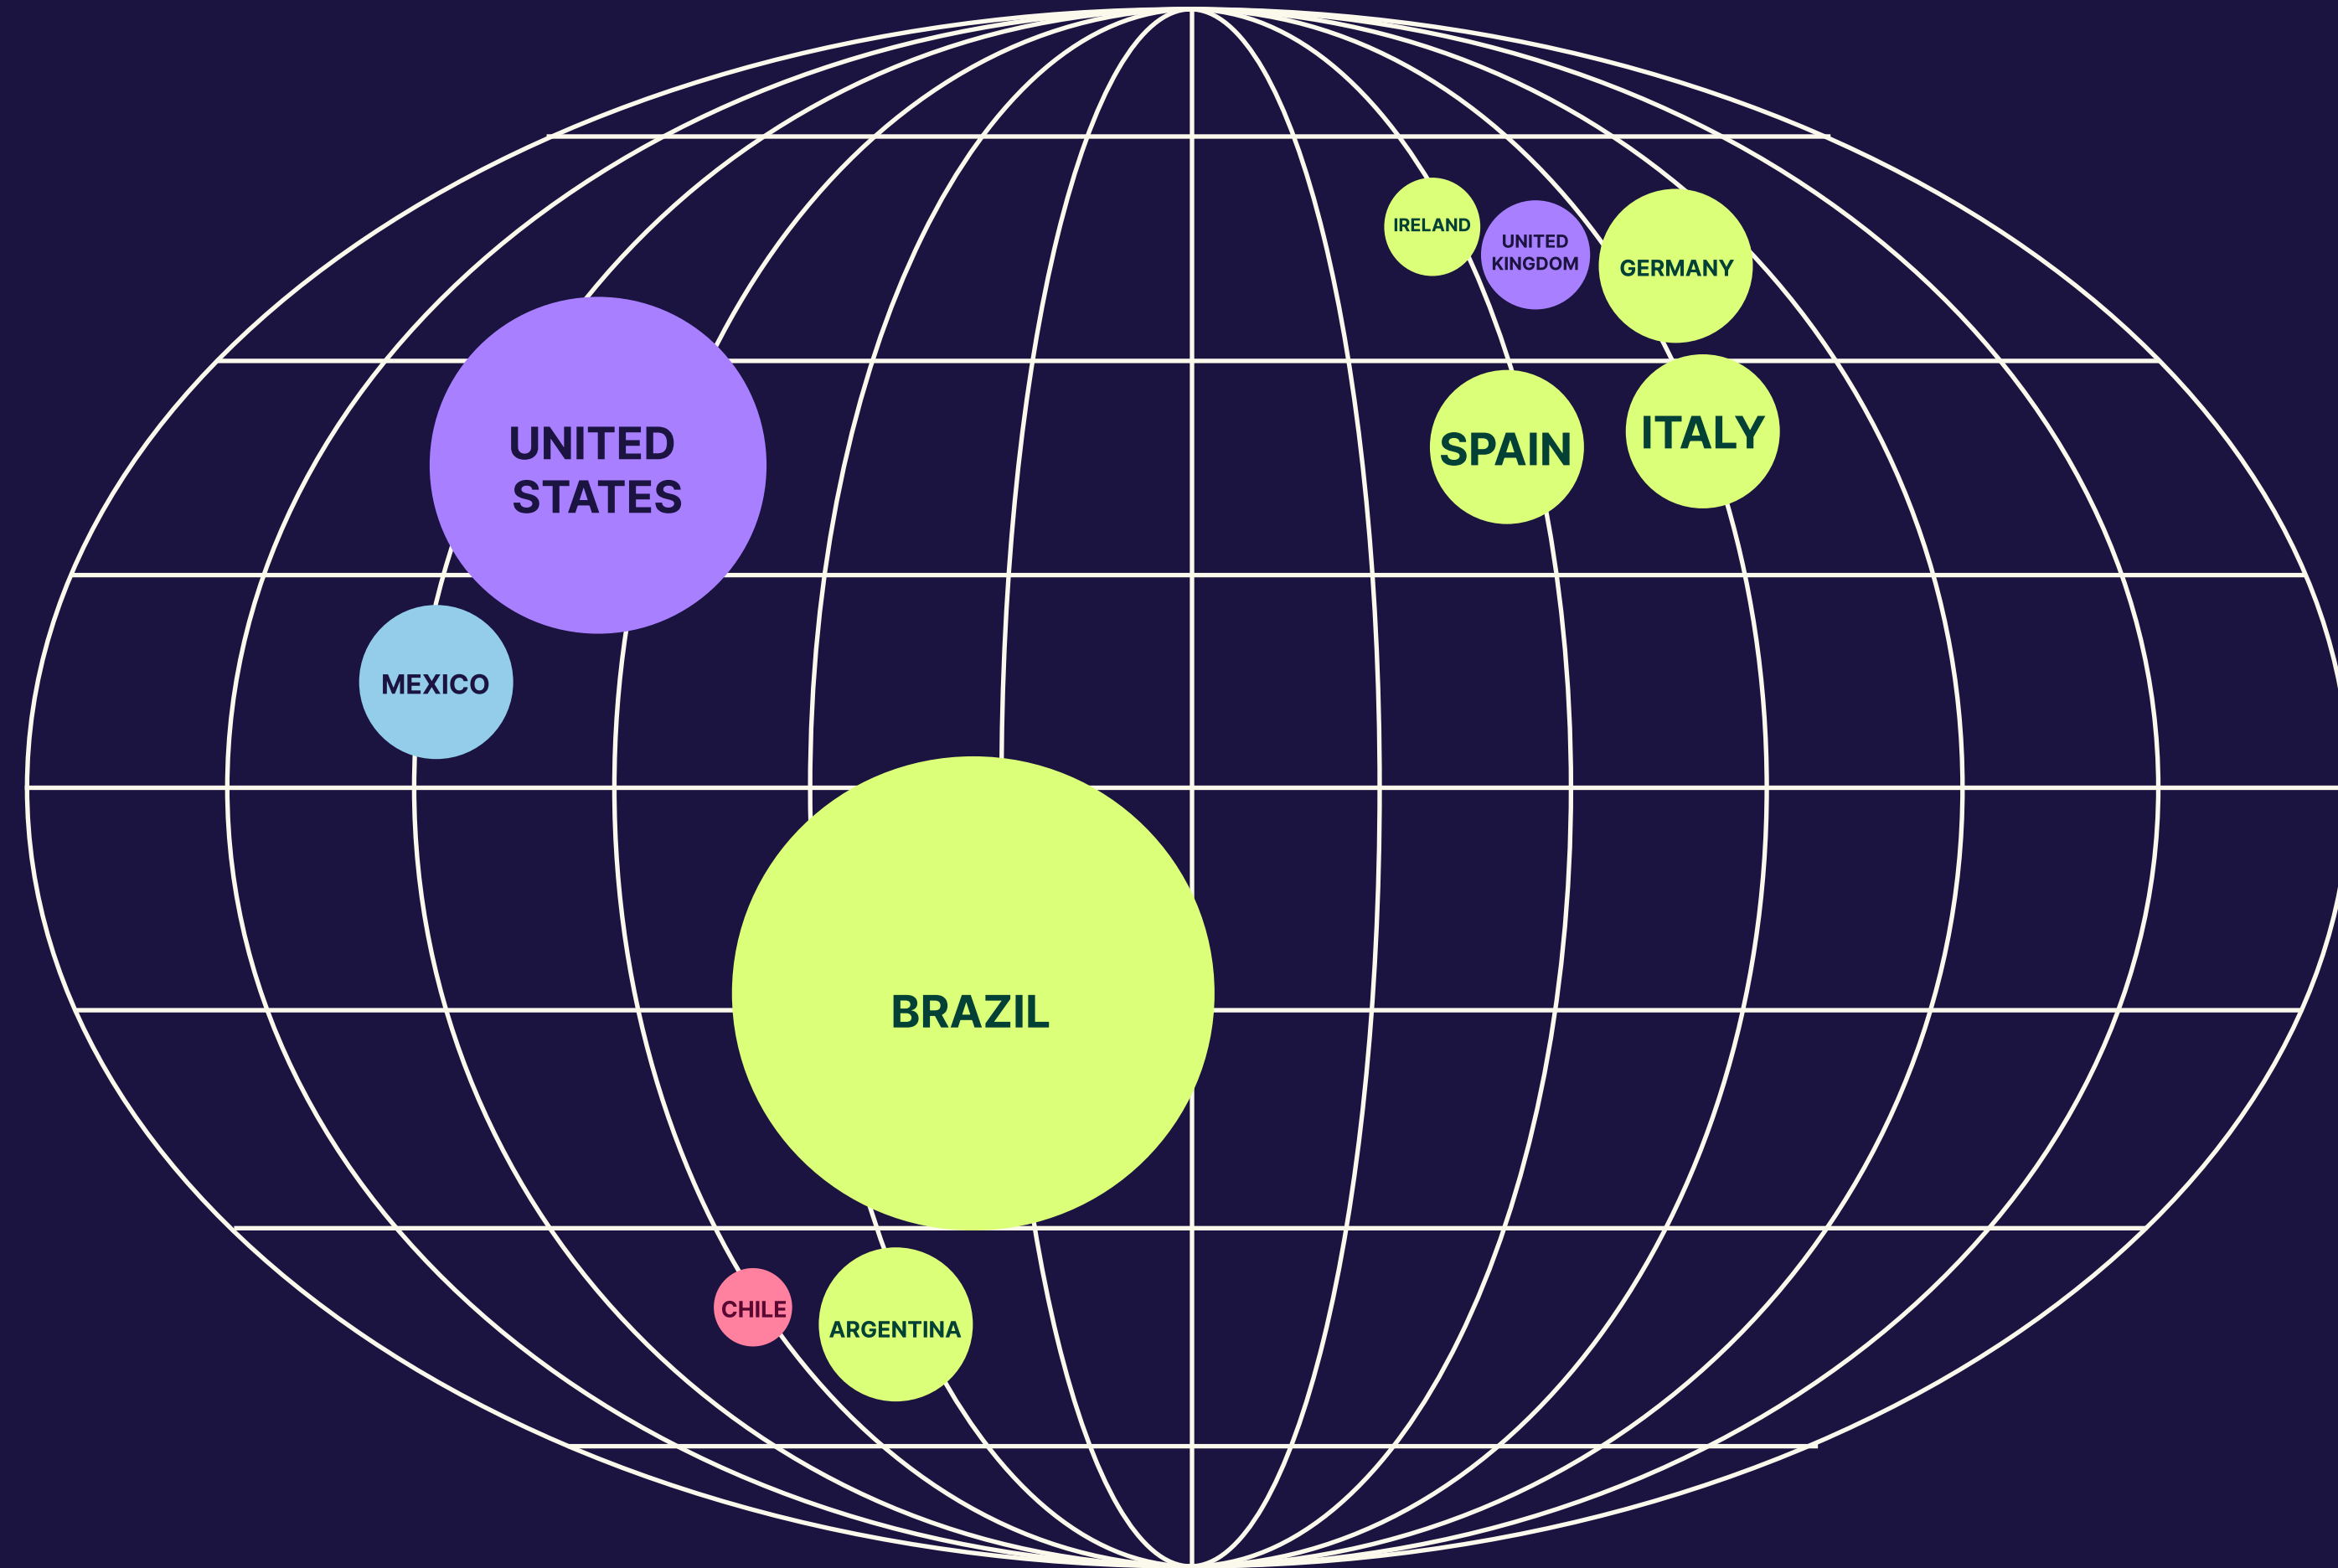 IRELAND
UNITED
KINGDOM
GERMANY
UNITED
STATES
SPAIN
ITALY
MEXICO
BRAZIL
CHILE
ARGENTINA